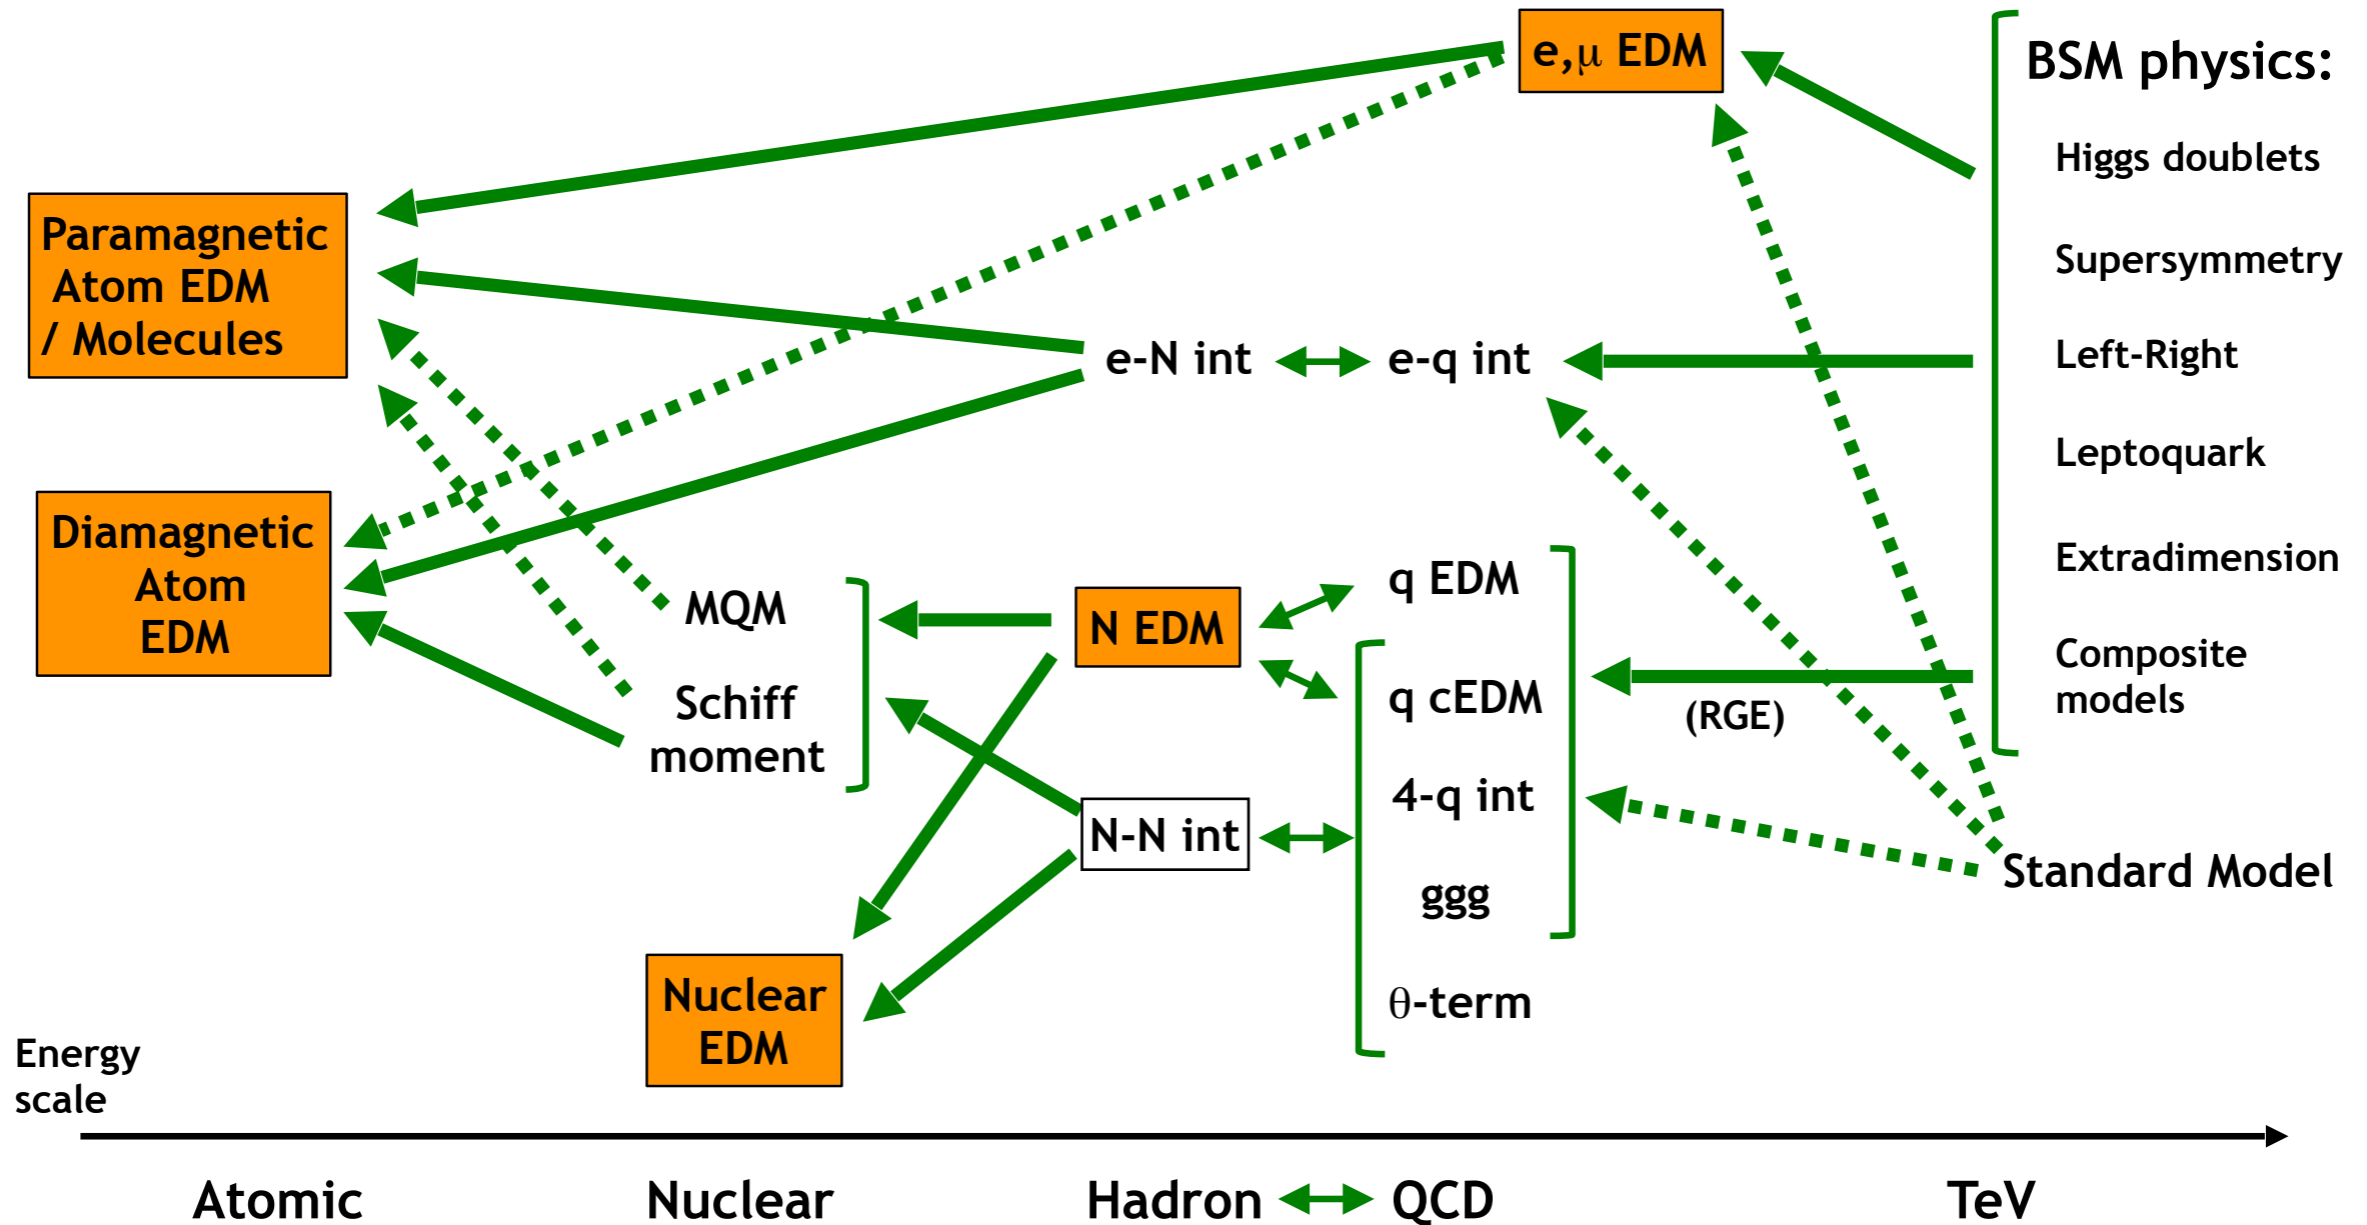 e,μ EDM
BSM physics:
Higgs doublets
Supersymmetry
Left-Right
Leptoquark
Extradimension
Composite
models
Standard Model
Paramagnetic
Atom EDM
/ Molecules
Diamagnetic
Atom
EDM
e-N int
e-q int
MQM
Schiff
moment
N EDM
N-N int
q EDM
q cEDM
4-q int
ggg
θ-term
(RGE)
Nuclear
EDM
Energy
scale
Atomic
Nuclear
Hadron
QCD
TeV